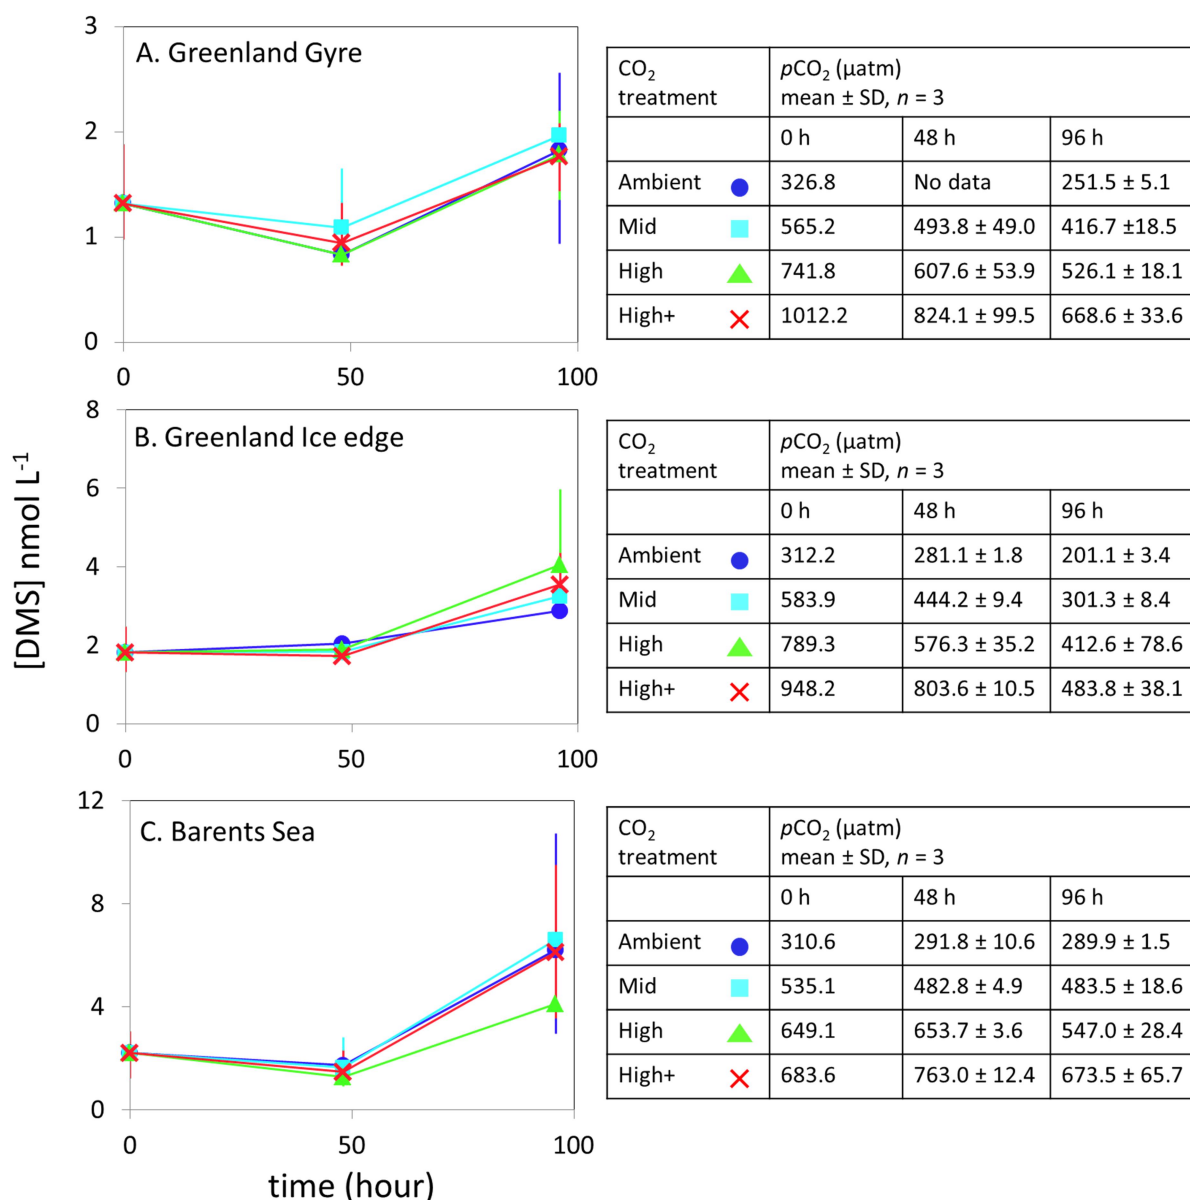 3
A. Greenland Gyre
2
1
0
0 50 100
CO2 pCO2 (µatm)
treatment mean ± SD, n = 3
0 h 48 h 96 h
Ambient 326.8 No data 251.5 ± 5.1
Mid 565.2 493.8 ± 49.0 416.7 ±18.5
High 741.8 607.6 ± 53.9 526.1 ± 18.1
High+ 1012.2 824.1 ± 99.5 668.6 ± 33.6
[DMS] nmol L-1
8
B. Greenland Ice edge
6
4
2
0
0 50 100
CO2 pCO2 (µatm)
treatment mean ± SD, n = 3
0 h 48 h 96 h
Ambient 312.2 281.1 ± 1.8 201.1 ± 3.4
Mid 583.9 444.2 ± 9.4 301.3 ± 8.4
High 789.3 576.3 ± 35.2 412.6 ± 78.6
High+ 948.2 803.6 ± 10.5 483.8 ± 38.1
12
C. Barents Sea
8
4
0
0 50 100
time (hour)
CO2 pCO2 (µatm)
treatment mean ± SD, n = 3
0 h 48 h 96 h
Ambient 310.6 291.8 ± 10.6 289.9 ± 1.5
Mid 535.1 482.8 ± 4.9 483.5 ± 18.6
High 649.1 653.7 ± 3.6 547.0 ± 28.4
High+ 683.6 763.0 ± 12.4 673.5 ± 65.7